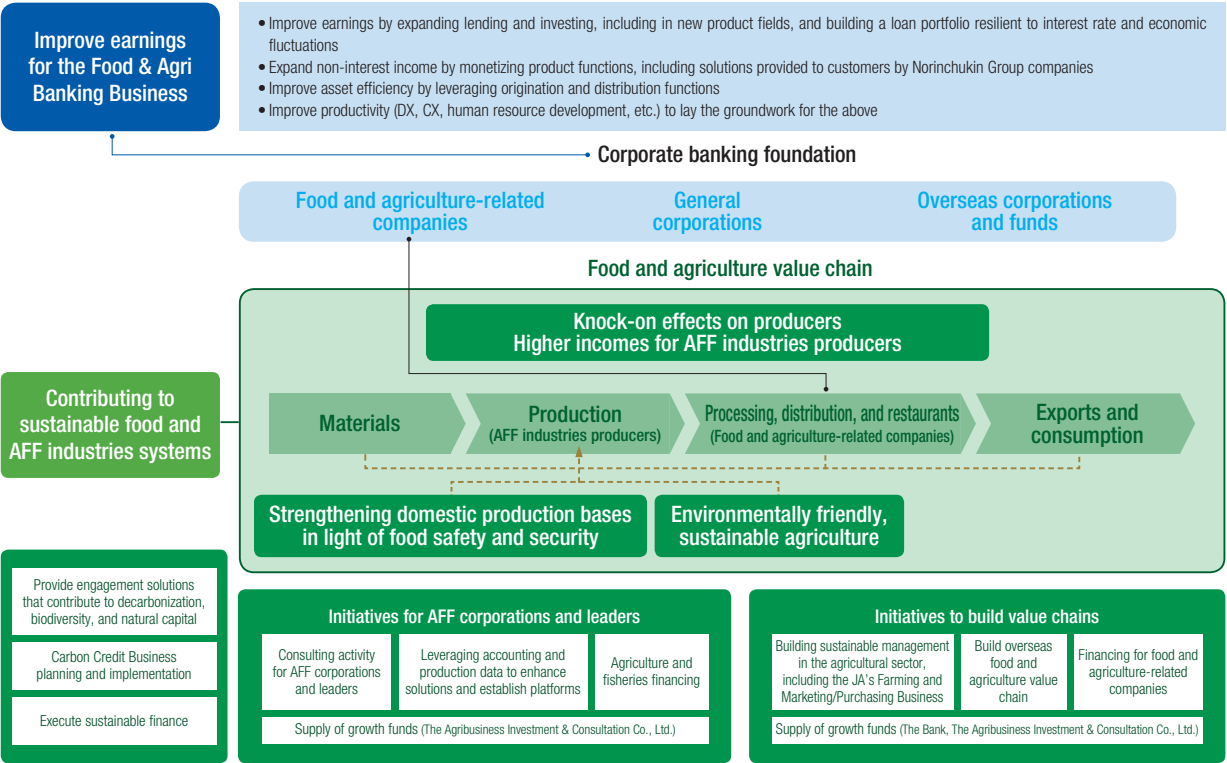 Improve earnings
for the Food & Agri
Banking Business
• Improve earnings by expanding lending and investing, including in new product fields, and building a loan portfolio resilient to interest rate and economic
fluctuations
• Expand non-interest income by monetizing product functions, including solutions provided to customers by Norinchukin Group companies
• Improve asset efficiency by leveraging origination and distribution functions
• Improve productivity (DX, CX, human resource development, etc.) to lay the groundwork for the above
Corporate banking foundation
Food and agriculture-related
companies
General
corporations
Overseas corporations
and funds
Food and agriculture value chain
Knock-on effects on producers
Higher incomes for AFF industries producers
Contributing to
sustainable food and
AFF industries systems
Materials
Production
(AFF industries producers)
Processing, distribution, and restaurants
(Food and agriculture-related companies)
Exports and
consumption
Strengthening domestic production bases
in light of food safety and security
Environmentally friendly,
sustainable agriculture
Provide engagement solutions
that contribute to decarbonization,
biodiversity, and natural capital
Carbon Credit Business
planning and implementation
Execute sustainable finance
Initiatives for AFF corporations and leaders
Consulting activity
for AFF corporations
and leaders
Leveraging accounting and
production data to enhance
solutions and establish platforms
Agriculture and
fisheries financing
Supply of growth funds (The Agribusiness Investment & Consultation Co., Ltd.)
Initiatives to build value chains
Building sustainable management
in the agricultural sector,
including the JA's Farming and
Marketing/Purchasing Business
Build overseas
food and
agriculture value
chain
Financing for food and
agriculture-related
companies
Supply of growth funds (The Bank, The Agribusiness Investment & Consultation Co., Ltd.)